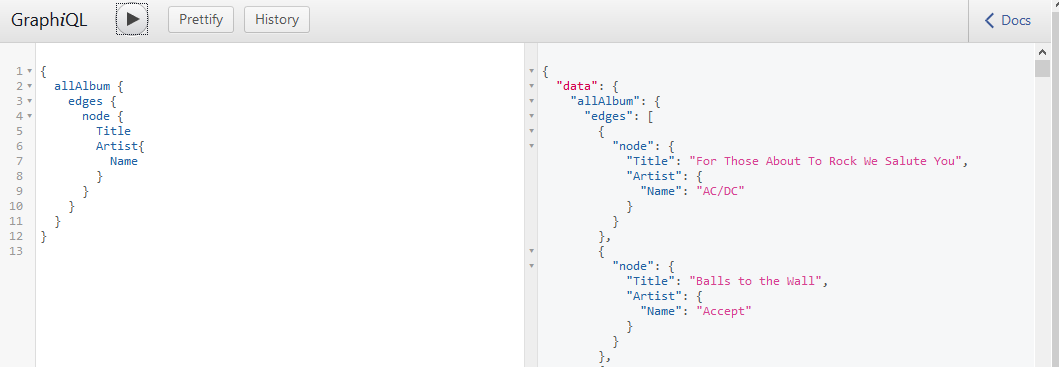 GraphiQL Prettify History Docs
1 {
2 allAlbum {
3 edges {
4 node {
5 Title
6 Artist{
7 Name
8 }
9 }
10 }
11 }
12 }
13
{
"data": {
"allAlbum": {
"edges": [
{
"node": {
"Title": "For Those About To Rock We Salute You",
"Artist": {
"Name": "AC/DC"
}
}
},
{
"node": {
"Title": "Balls to the Wall",
"Artist": {
"Name": "Accept"
}
}
},